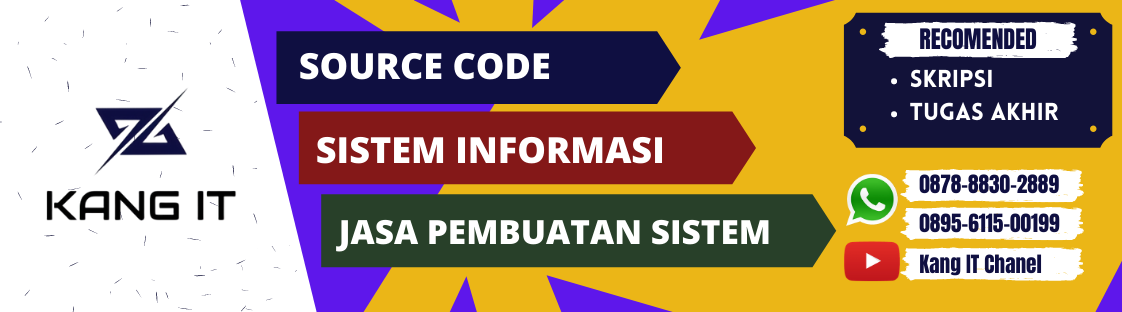 KANG IT
SOURCE CODE
SISTEM INFORMASI
JASA PEMBUATAN SISTEM
RECOMENDED
• SKRIPSI
• TUGAS AKHIR
0878-8830-2889
0895-6115-00199
Kang IT Chanel